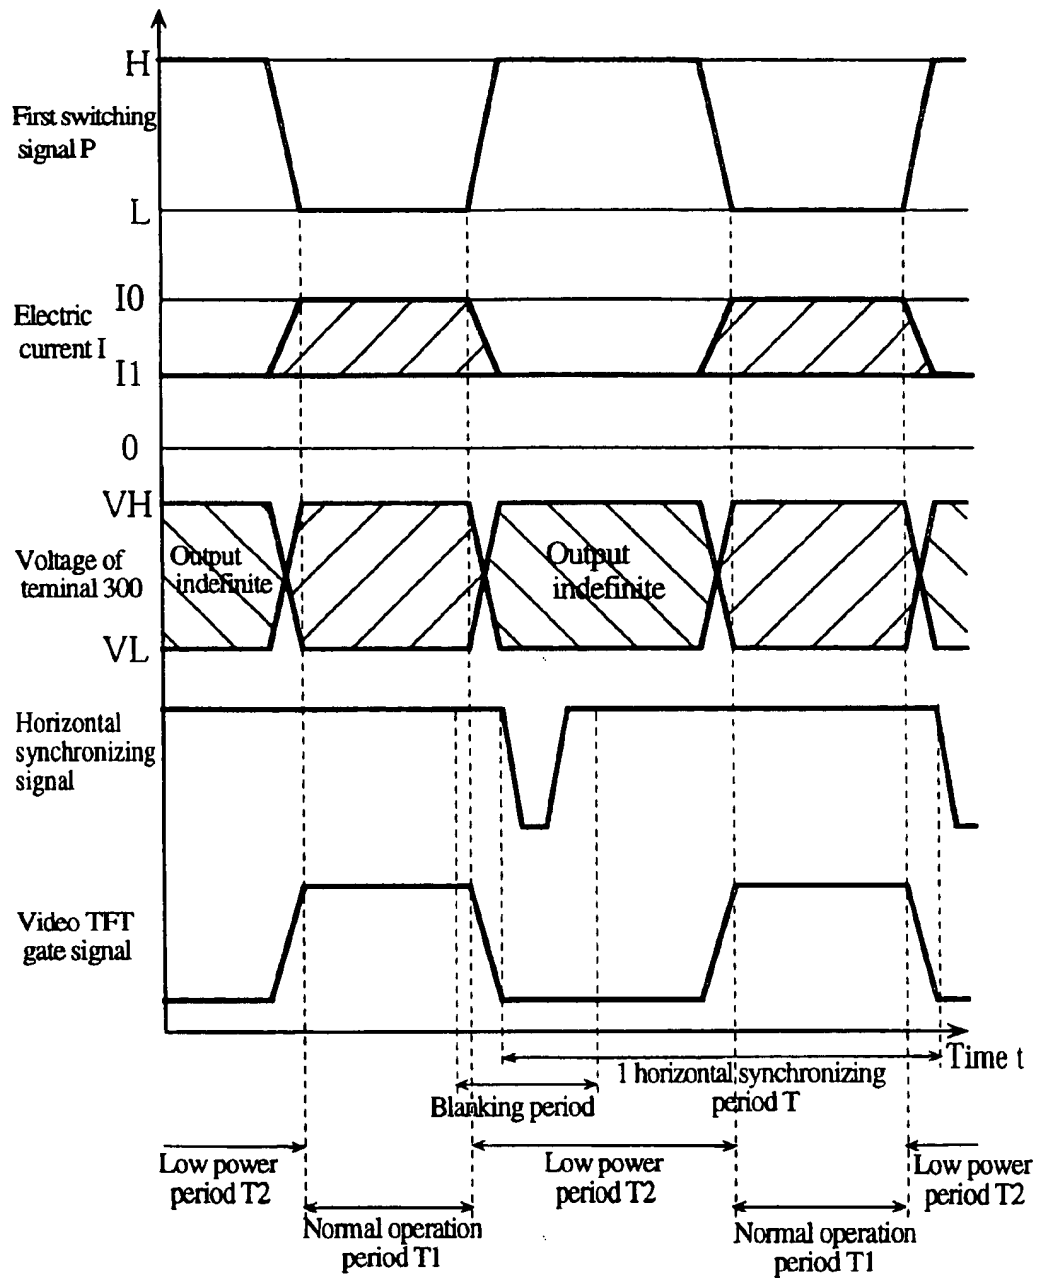 H
First switching
signal P
L
I0
Electric
current I
I1
0
VH
Voltage of
teminal 300
Output
indefinite
Output
indefinite
VL
Horizontal
synchronizing
signal
Video TFT
gate signal
Time t
1 horizontal synchronizing
period T
Blanking period
Low power
period T2
Low power
period T2
Low power
period T2
Normal operation
period T1
Normal operation
period T1